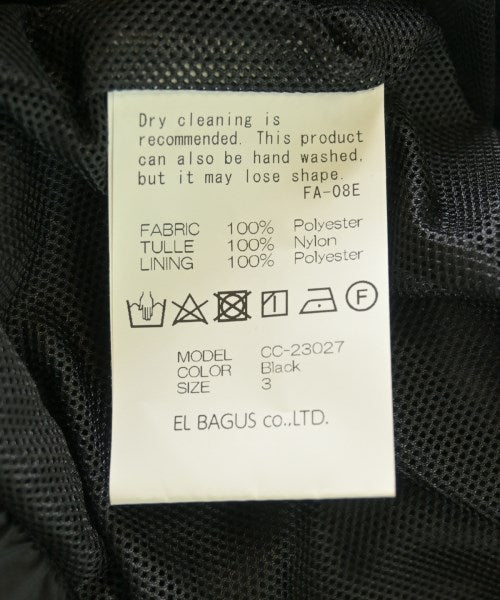 Dry cleaning is
recommended. This product
can also be hand washed,
but it may lose shape.
FA-08E
FABRIC 100% Polyester
TULLE 100% Nylon
LINING 100% Polyester
F
MODEL CC-23027
COLOR Black
SIZE 3
EL BAGUS co.,LTD.